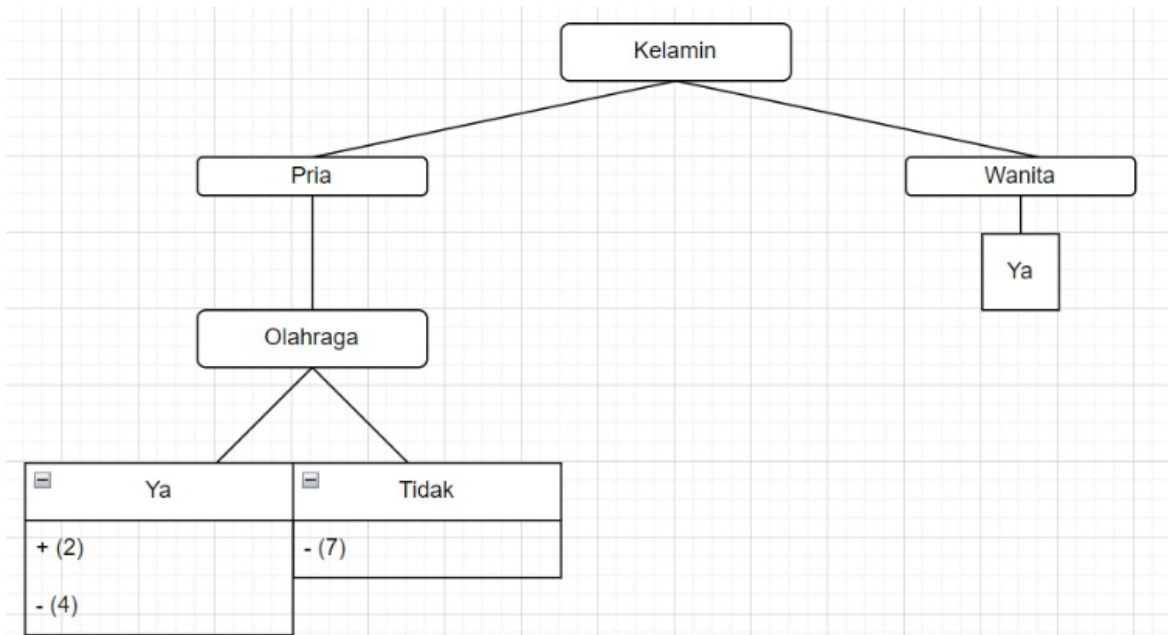 Kelamin
Pria
Wanita
Ya
Olahraga
Ya
Tidak
+ (2)
- (7)
- (4)